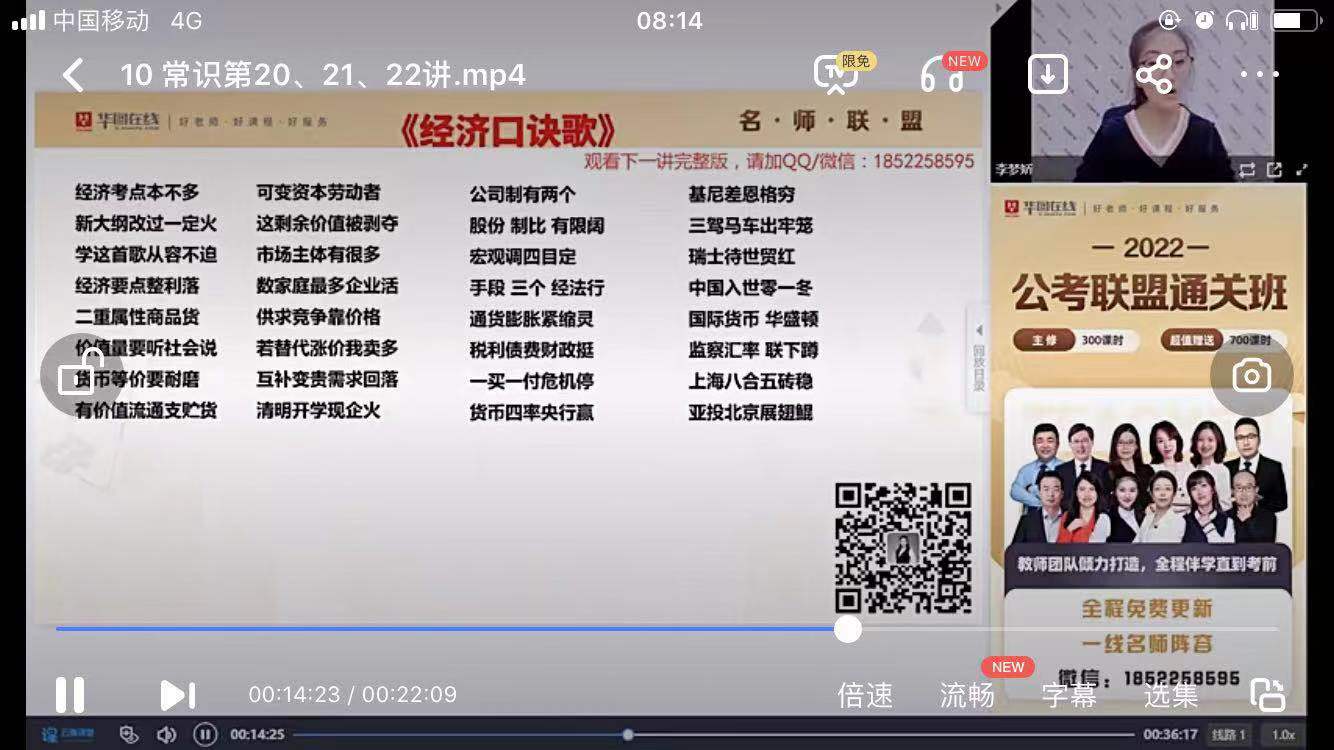 中国移动 4G
08:14
10 常识第20、21、22讲.mp4
限免
NEW
华图在线 | 好老师·好课程·好服务
《经济口诀歌》
名·师·联·盟
观看下一讲完整版，请加QQ/微信：1852258595
经济考点本不多
新大纲改过一定火
学这首歌从容不迫
经济要点整利落
二重属性商品货
价值量要听社会说
货币等价要耐磨
有价值流通支贮货
可变资本劳动者
这剩余价值被剥夺
市场主体有很多
数家庭最多企业活
供求竞争靠价格
若替代涨价我卖多
互补变贵需求回落
清明开学现企火
公司制有两个
股份 制比 有限阔
宏观调四目定
手段 三个 经法行
通货膨胀紧缩灵
税利债费财政挺
一买一付危机停
货币四率央行赢
基尼差恩格穷
三驾马车出牢笼
瑞士待世贸红
中国入世零一冬
国际货币 华盛顿
监察汇率 联下蹲
上海八合五砖稳
亚投北京展翅鲲
李梦娇
华图在线 | 好老师·好课程·好服务
2022
公考联盟通关班
主修 300课时
超值赠送 700课时
教师团队倾力打造，全程伴学直到考前
全程免费更新
一线名师阵容
微信：1852258595
00:14:23 / 00:22:09
倍速
流畅
NEW
字幕
选集
00:14:25
00:36:17
线路 1
1.0x